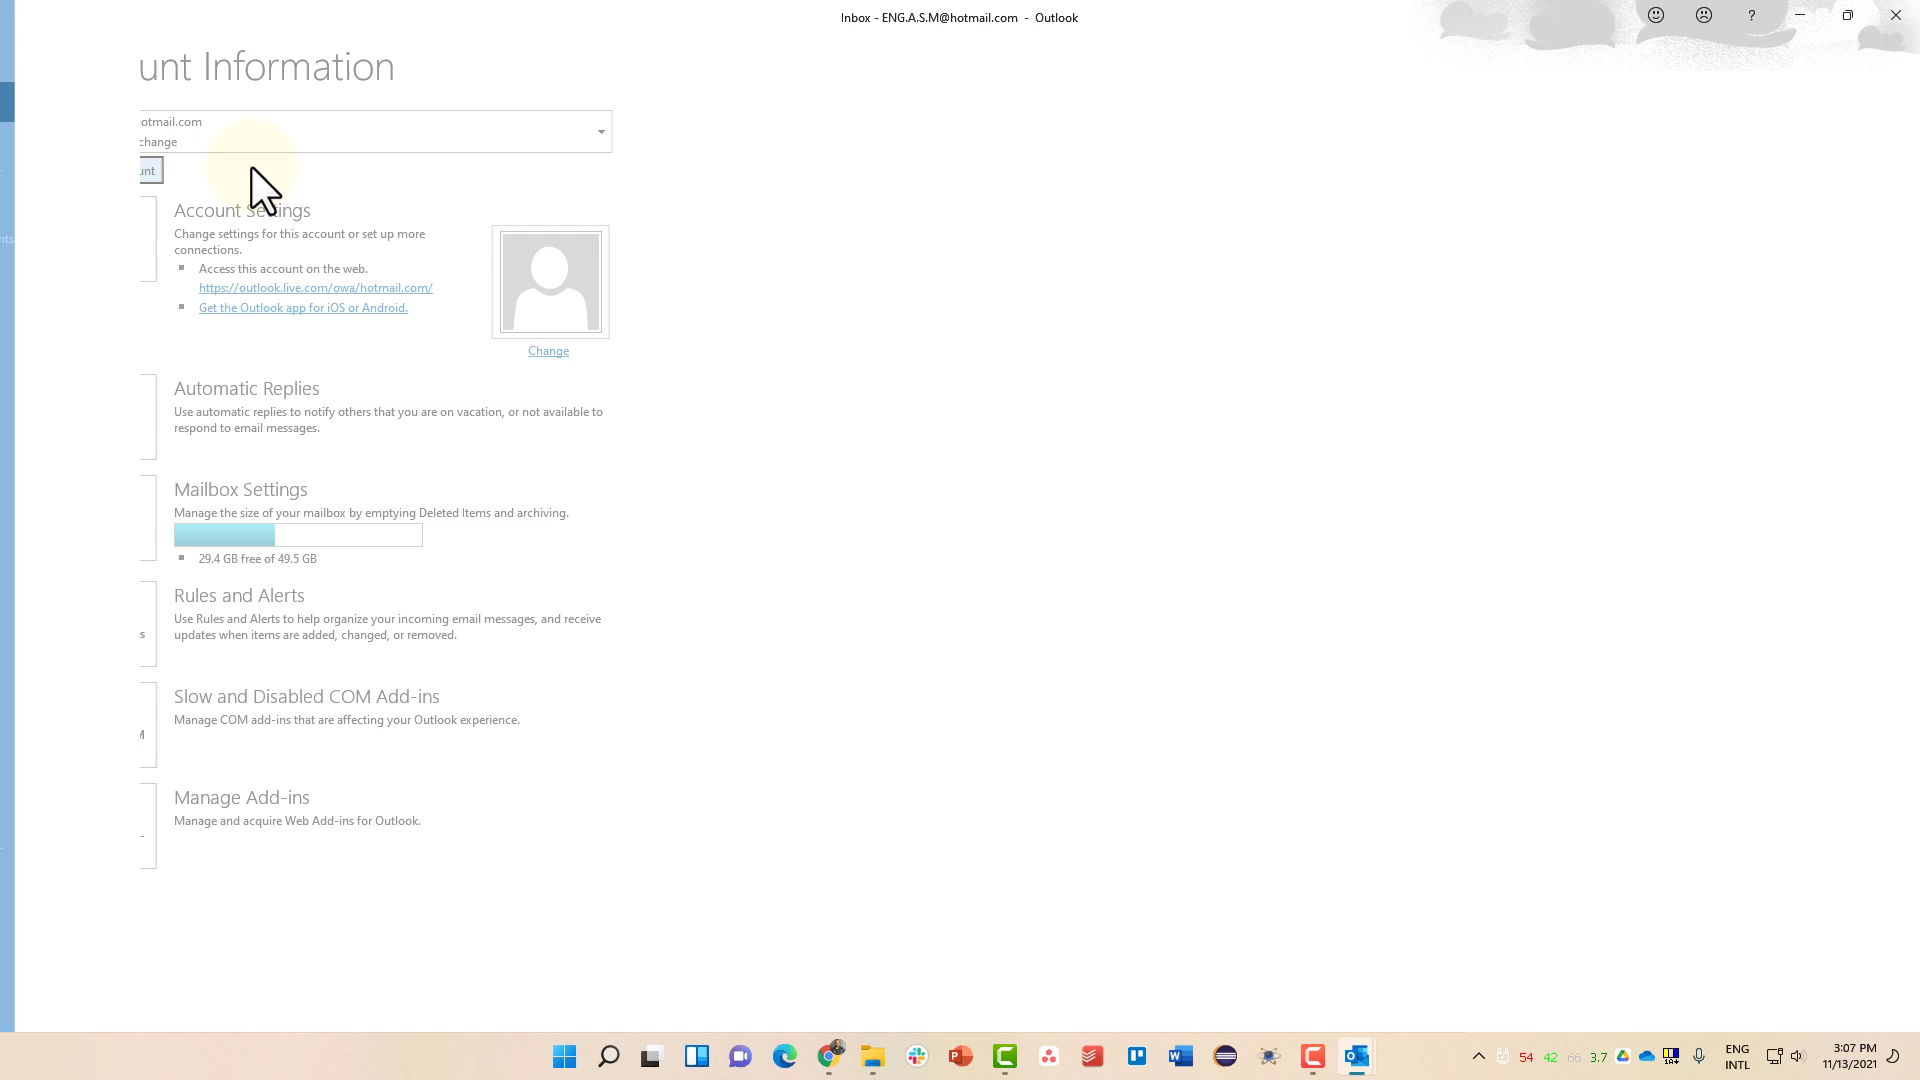 Inbox - ENG.A.S.M@hotmail.com - Outlook
?
unt Information
otmail.com
change
unt
Account Settings
Change settings for this account or set up more
connections.
Access this account on the web.
https://outlook.live.com/owa/hotmail.com/
Get the Outlook app for iOS or Android.
Change
nts
Automatic Replies
Use automatic replies to notify others that you are on vacation, or not available to
respond to email messages.
Mailbox Settings
Manage the size of your mailbox by emptying Deleted Items and archiving.
29.4 GB free of 49.5 GB
Rules and Alerts
Use Rules and Alerts to help organize your incoming email messages, and receive
updates when items are added, changed, or removed.
s
Slow and Disabled COM Add-ins
Manage COM add-ins that are affecting your Outlook experience.
M
Manage Add-ins
Manage and acquire Web Add-ins for Outlook.
54 42 66 3.7
ENG
INTL
3:07 PM
11/13/2021